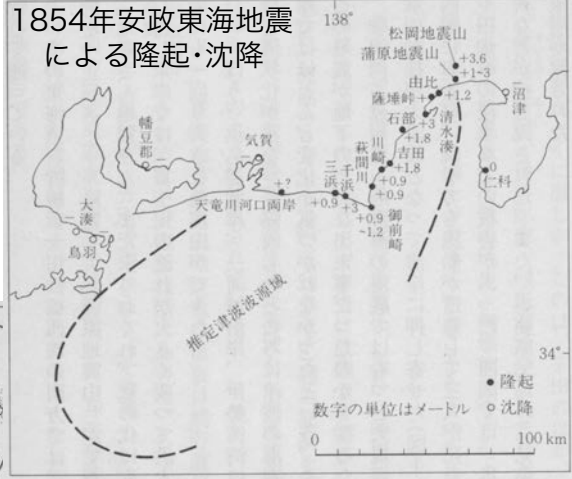 1854年安政東海地震
による隆起・沈降
138°
松岡地震山
+3.6
蒲原地震山
+1~3
由比
+1.2
薩埵峠
+
沼津
−
石部
+1.8
+3
清水湊
幡豆郡
−
気賀
−
川崎
吉田
+1.8
萩間川
+0.9
+0.9
三浜
+0.9
千浜
+3
+?
天竜川河口両岸
+0.9
~1.2
御前崎
0
仁科
大湊
−
−
鳥羽
推定津波波源域
34°
●隆起
数字の単位はメートル ○沈降
0 100km